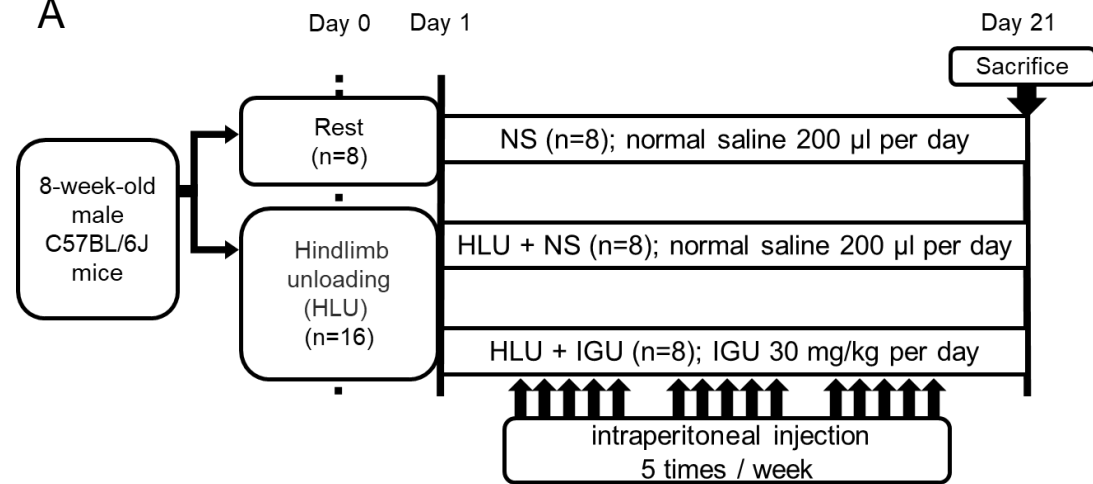 A
Day 0
Day 1
Day 21
Sacrifice
8-week-old
male
C57BL/6J
mice
Rest
(n=8)
Hindlimb
unloading
(HLU)
(n=16)
NS (n=8); normal saline 200 µl per day
HLU + NS (n=8); normal saline 200 µl per day
HLU + IGU (n=8); IGU 30 mg/kg per day
intraperitoneal injection
5 times / week